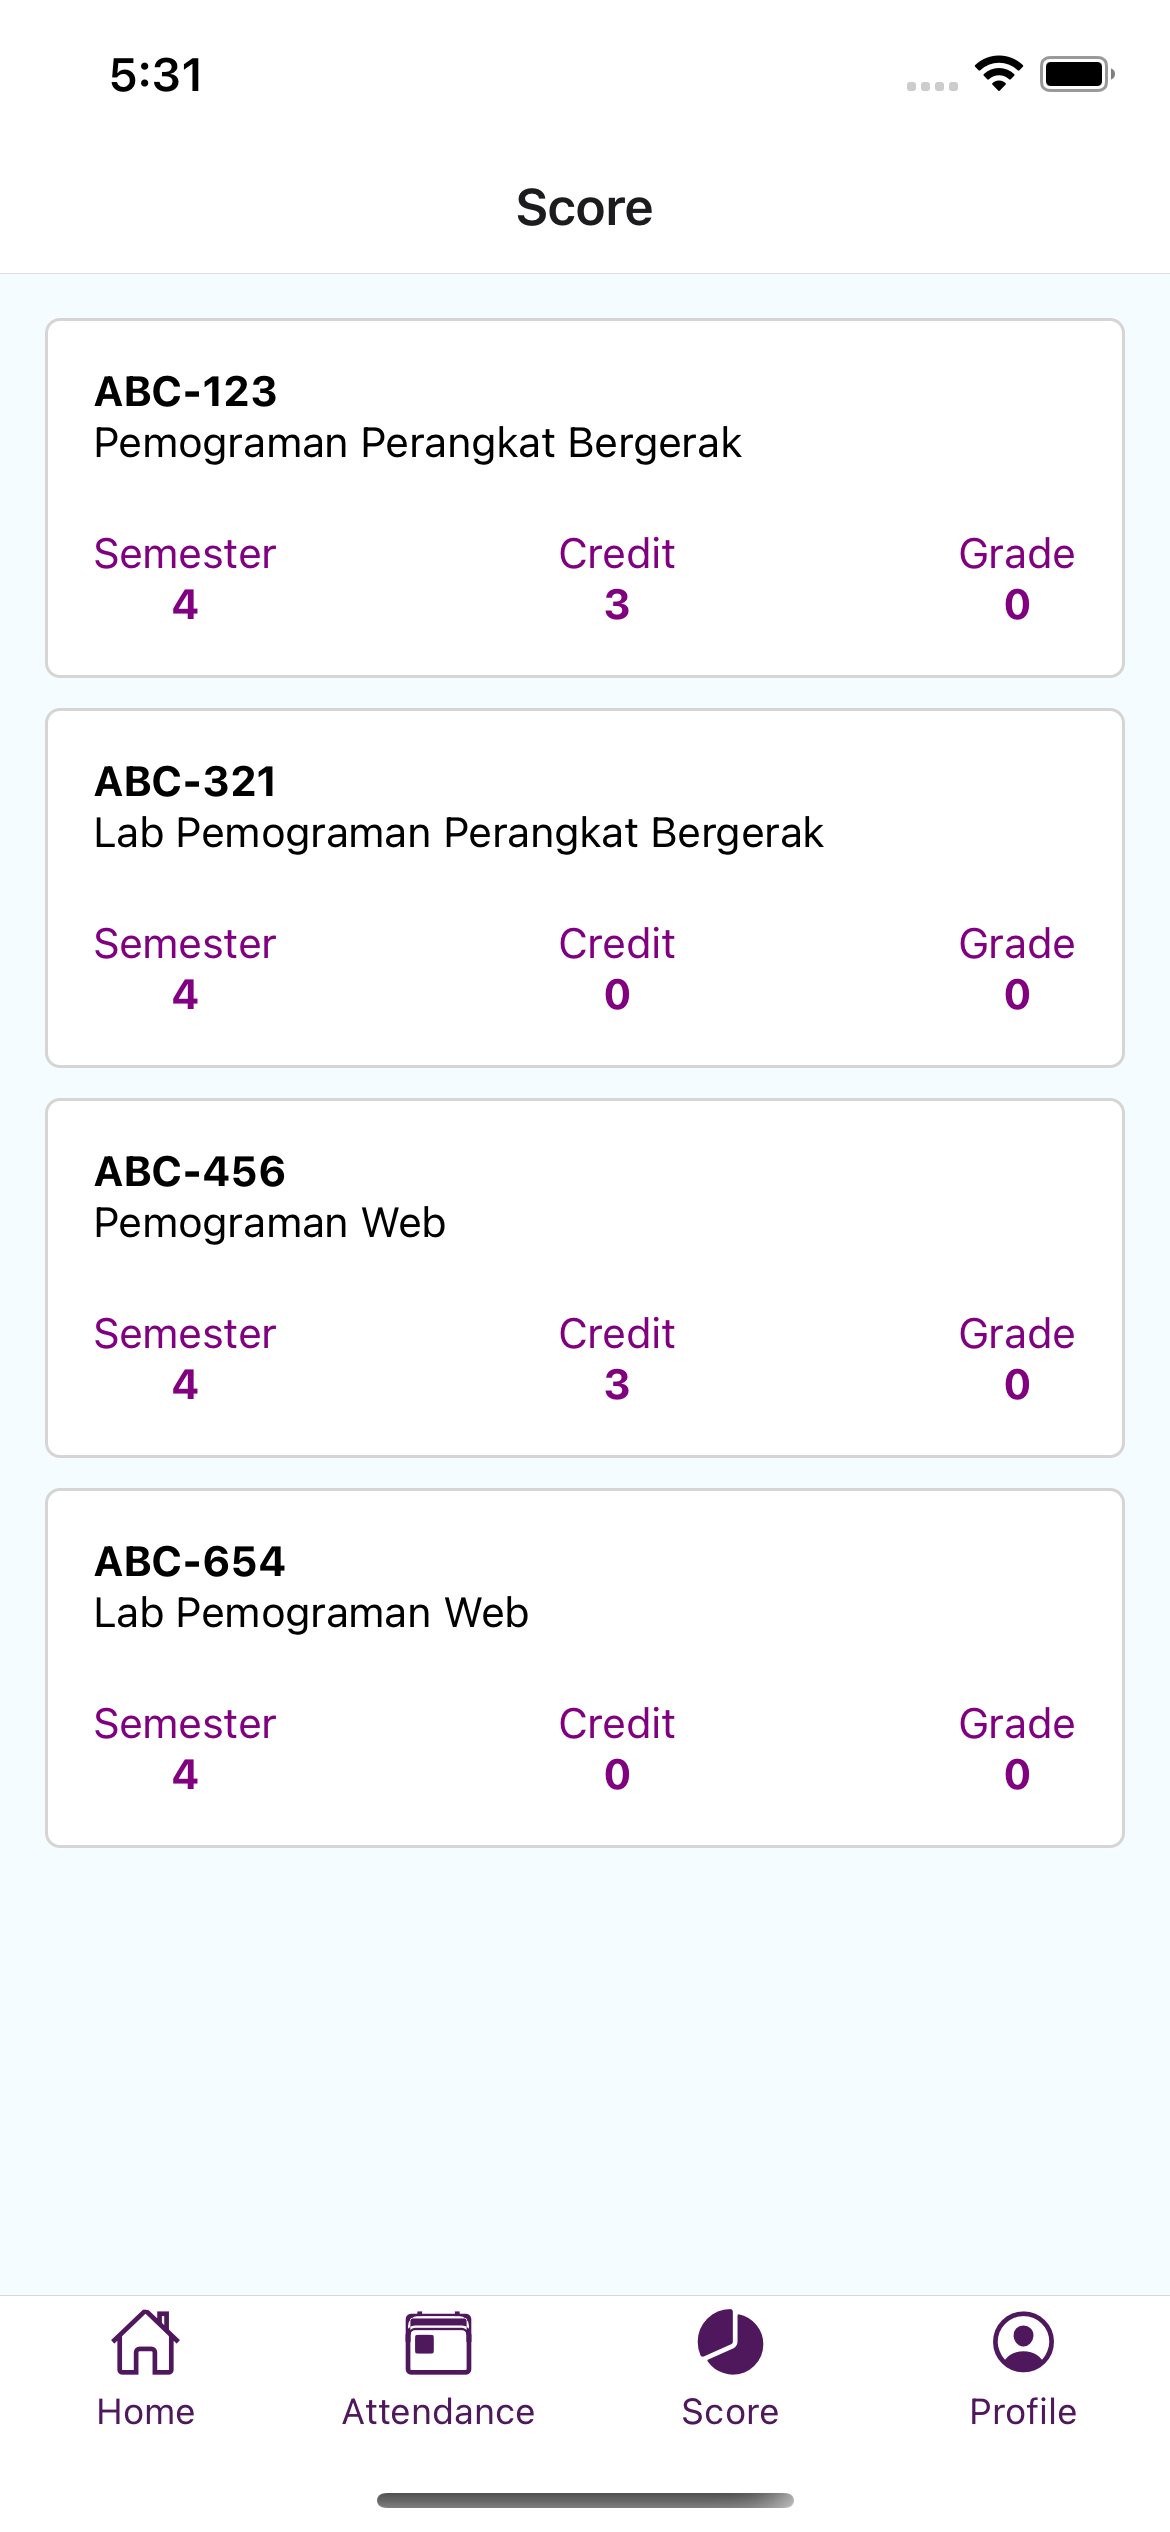 5:31
Score
ABC-123
Pemograman Perangkat Bergerak
Semester Credit Grade
4 3 0
ABC-321
Lab Pemograman Perangkat Bergerak
Semester Credit Grade
4 0 0
ABC-456
Pemograman Web
Semester Credit Grade
4 3 0
ABC-654
Lab Pemograman Web
Semester Credit Grade
4 0 0
Home Attendance Score Profile